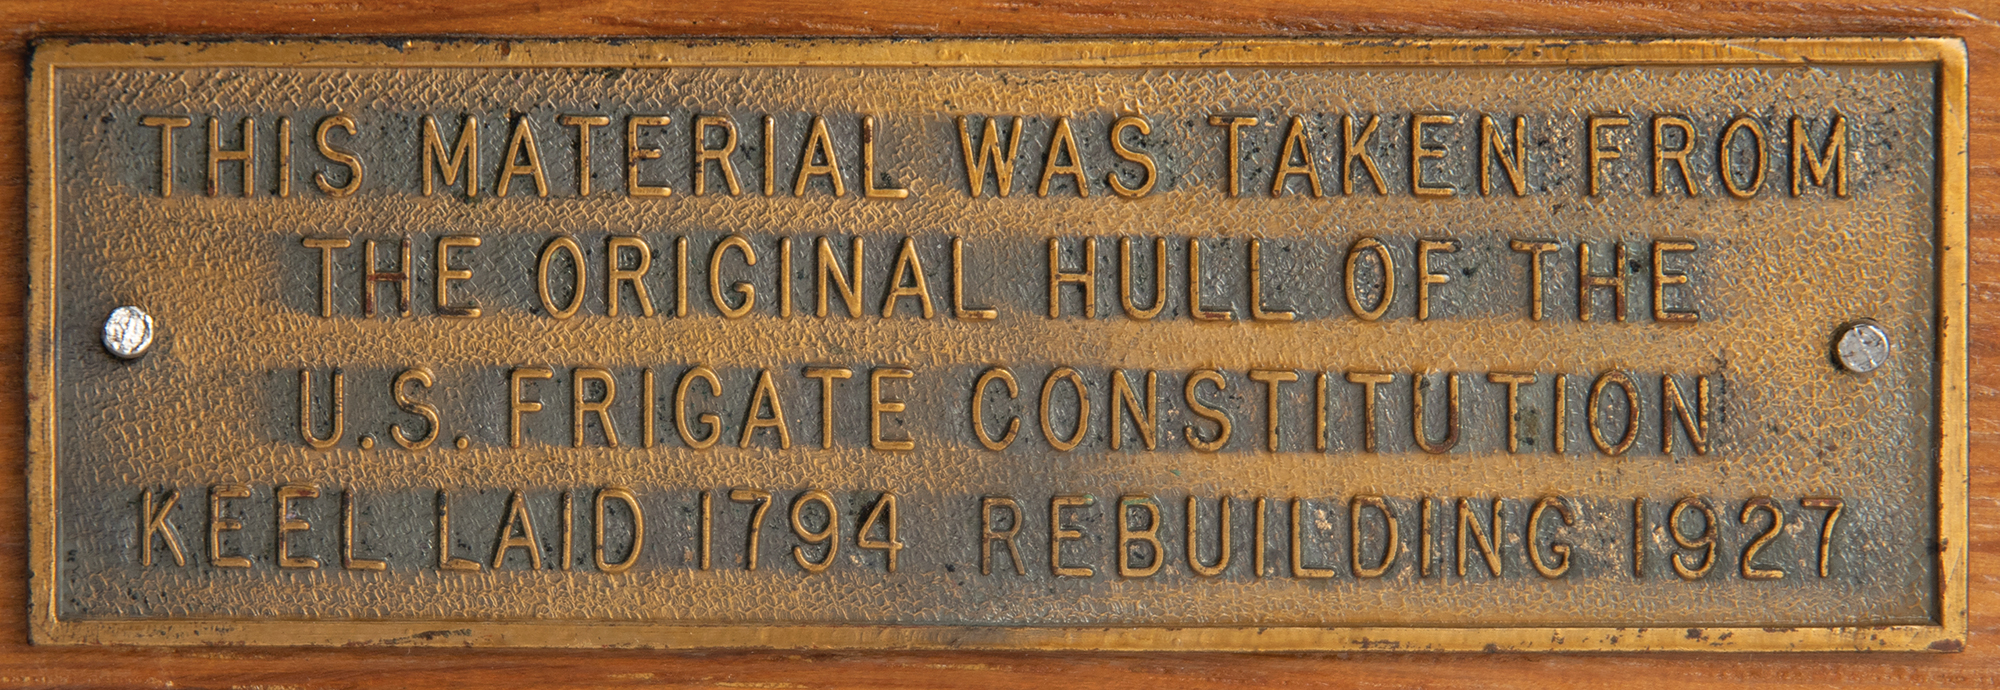 THIS MATERIAL WAS TAKEN FROM
THE ORIGINAL HULL OF THE
U.S. FRIGATE CONSTITUTION
KEEL LAID 1794 REBUILDING 1927